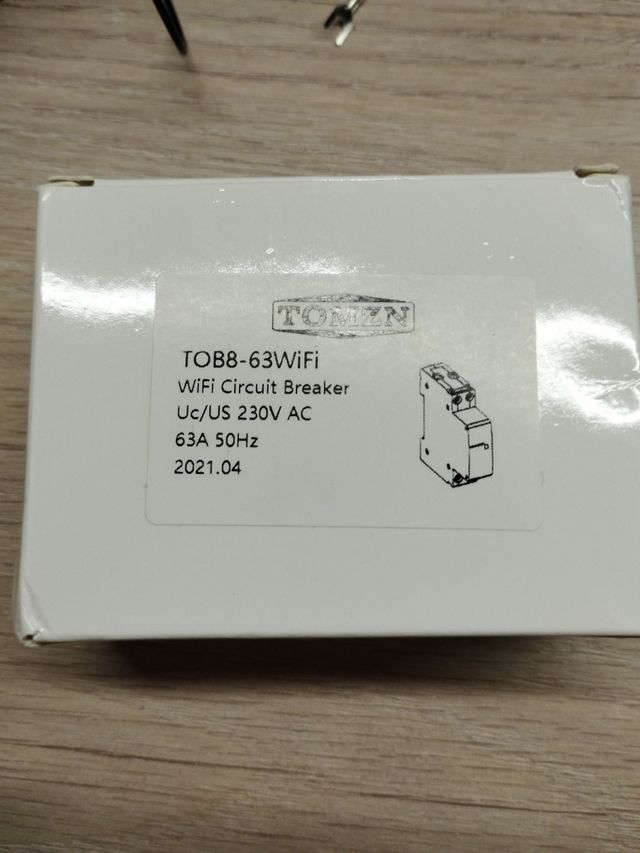 TOMZN
TOB8-63WiFi
WiFi Circuit Breaker
Uc/US 230V AC
63A 50Hz
2021.04